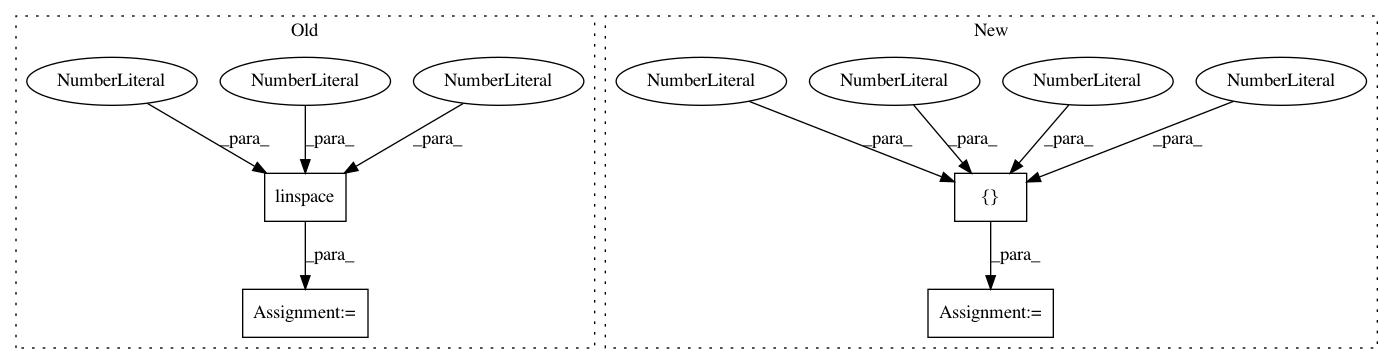 Old
New
NumberLiteral NumberLiteral NumberLiteral
NumberLiteral NumberLiteral NumberLiteral NumberLiteral
_para_ _para_ _para_
_para_ _para_ _para_ _para_
linspace
{}
_para_
_para_
Assignment:=
Assignment:=